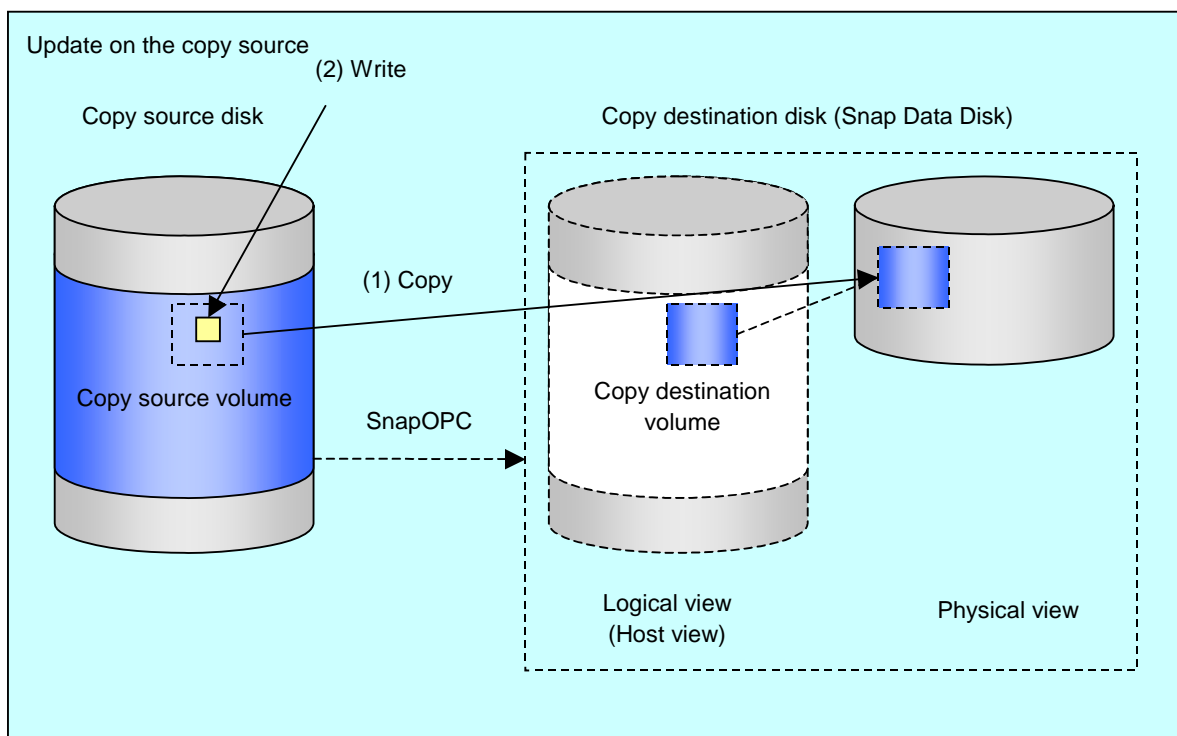 Update on the copy source
(2) Write
Copy source disk
Copy destination disk (Snap Data Disk)
(1) Copy
Copy source volume
Copy destination
volume
SnapOPC
Logical view
(Host view)
Physical view